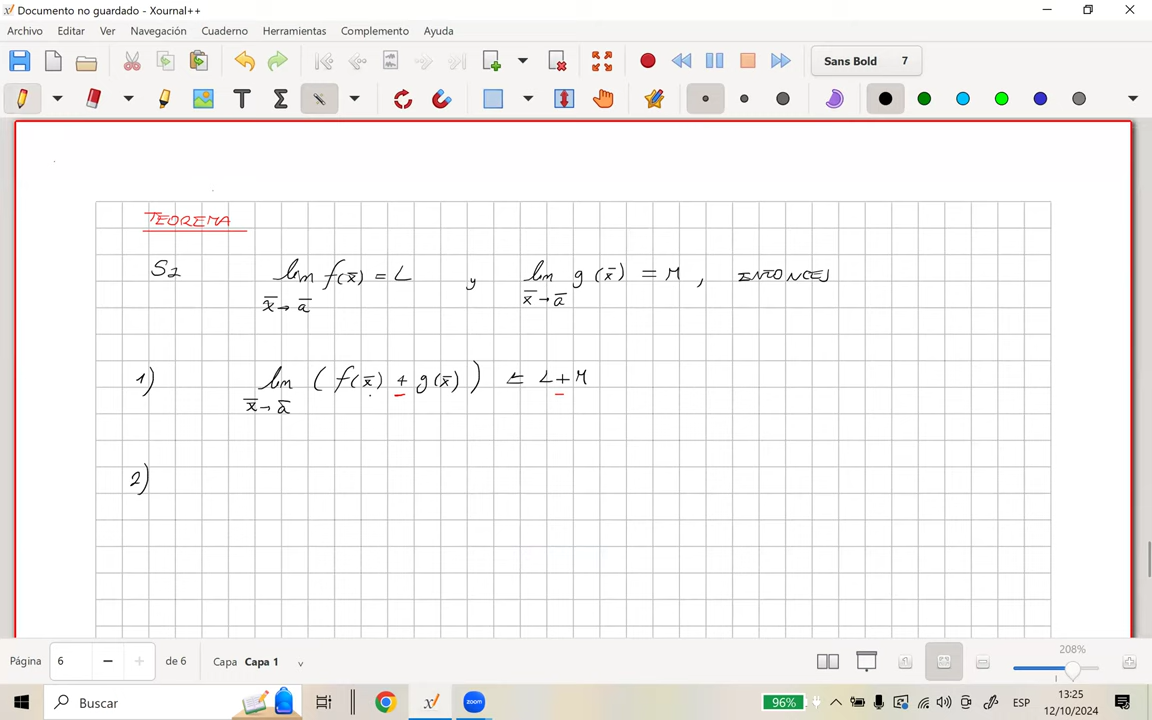 Documento no guardado - Xournal++
Archivo Editar Ver Navegación Cuaderno Herramientas Complemento Ayuda
Sans Bold 7
TEOREMA
Si lim f(x̄) = L y lim g(x̄) = M, ENTONCES
x̄→ā x̄→ā
1) lim (f(x̄) + g(x̄)) = L+M
x̄→ā
2)
Página 6 de 6 Capa Capa 1 208%
Buscar 96% ESP 13:25
12/10/2024